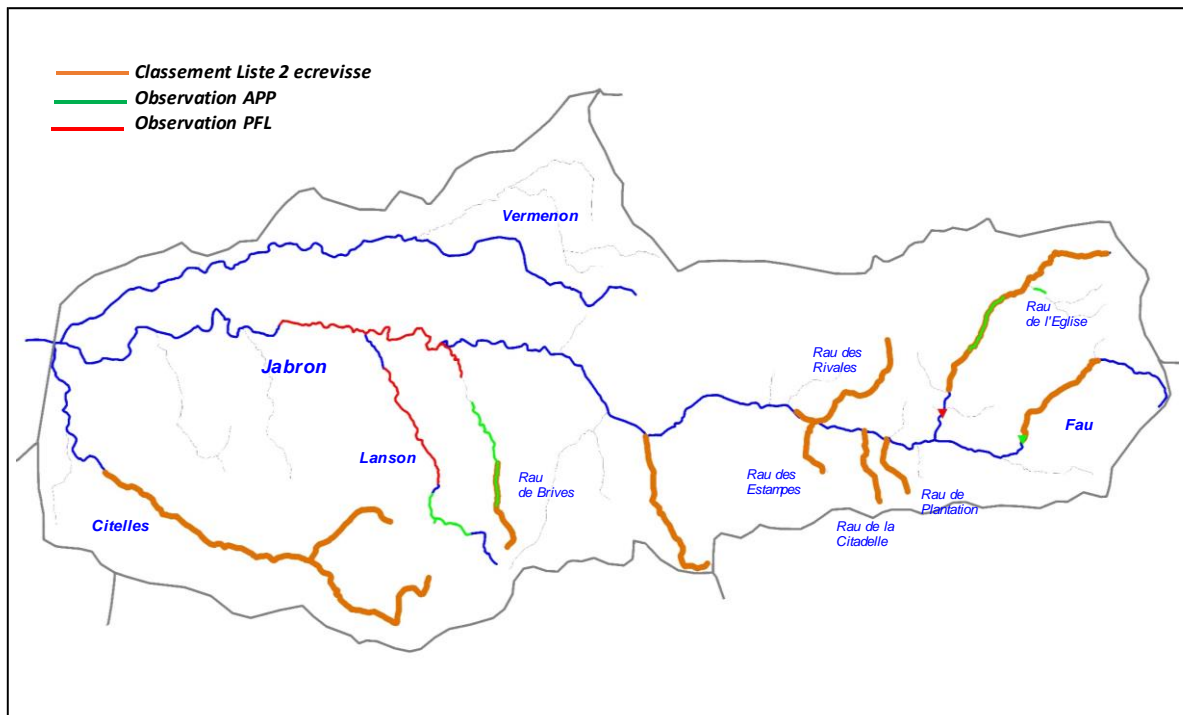 Classement Liste 2 ecrevisse
Observation APP
Observation PFL
Vermenon
Rau
de l'Eglise
Rau des
Rivales
Jabron
Fau
Lanson
Rau
de Brives
Rau des
Estampes
Rau de
Plantation
Citelles
Rau de la
Citadelle